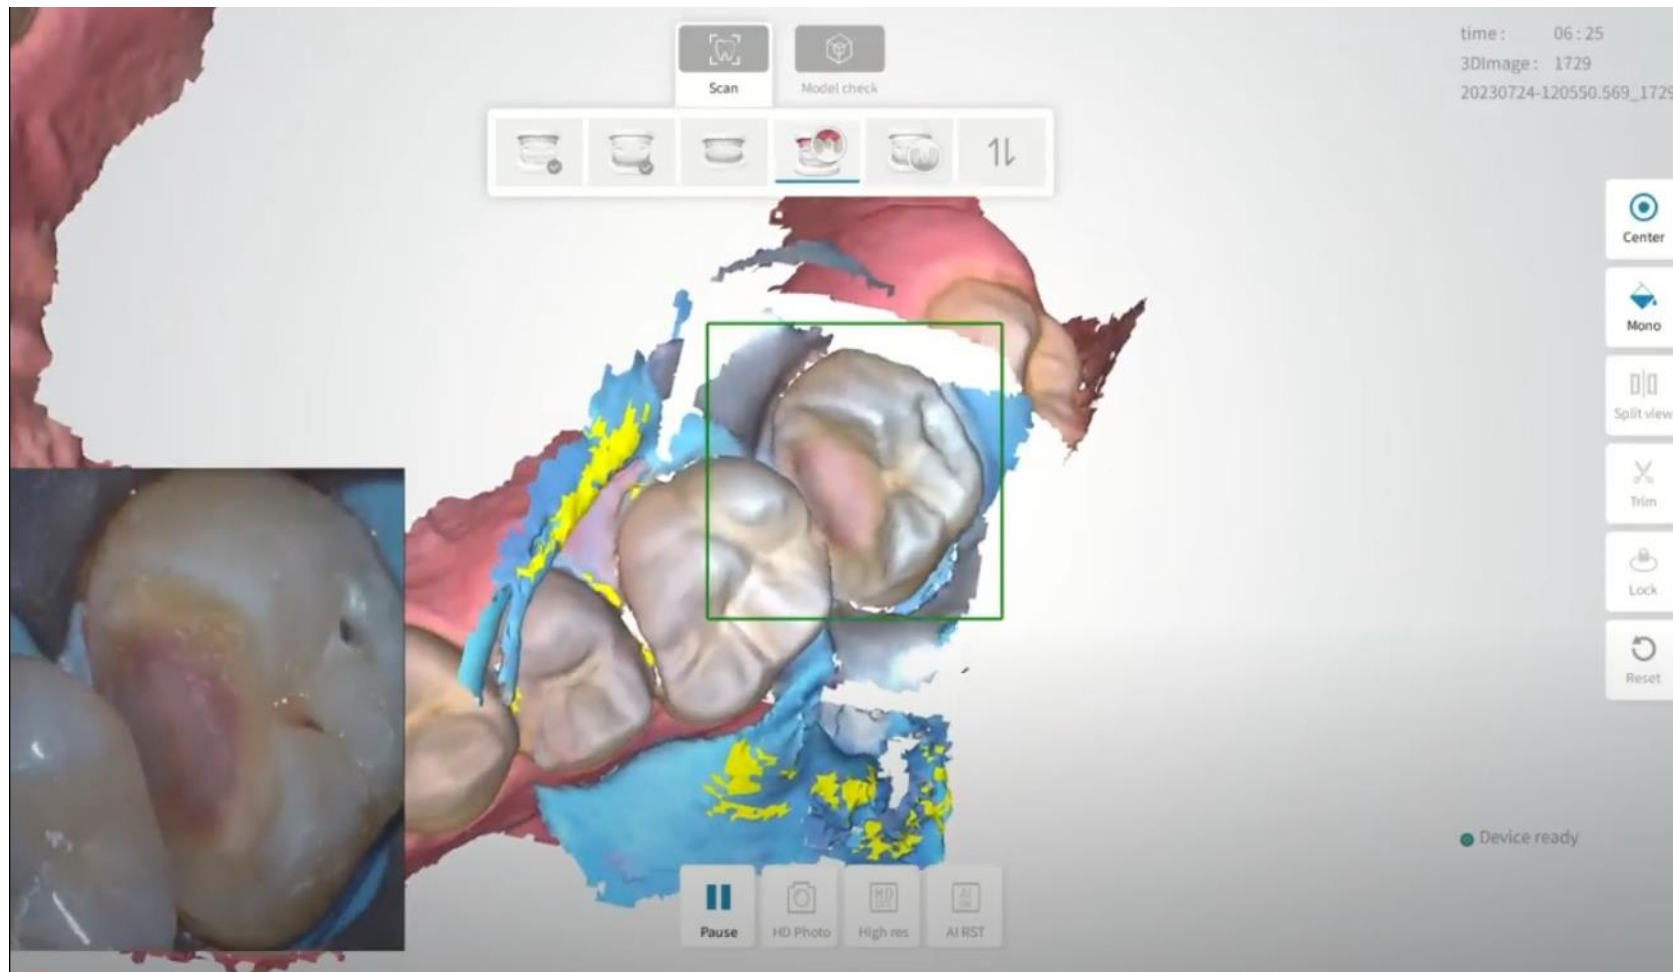 Scan
Model check
time: 06:25
3DImage: 1729
20230724-120550.569_1729
Center
Mono
Split view
Trim
Lock
Reset
Device ready
Pause
HD Photo
High res
AI RST